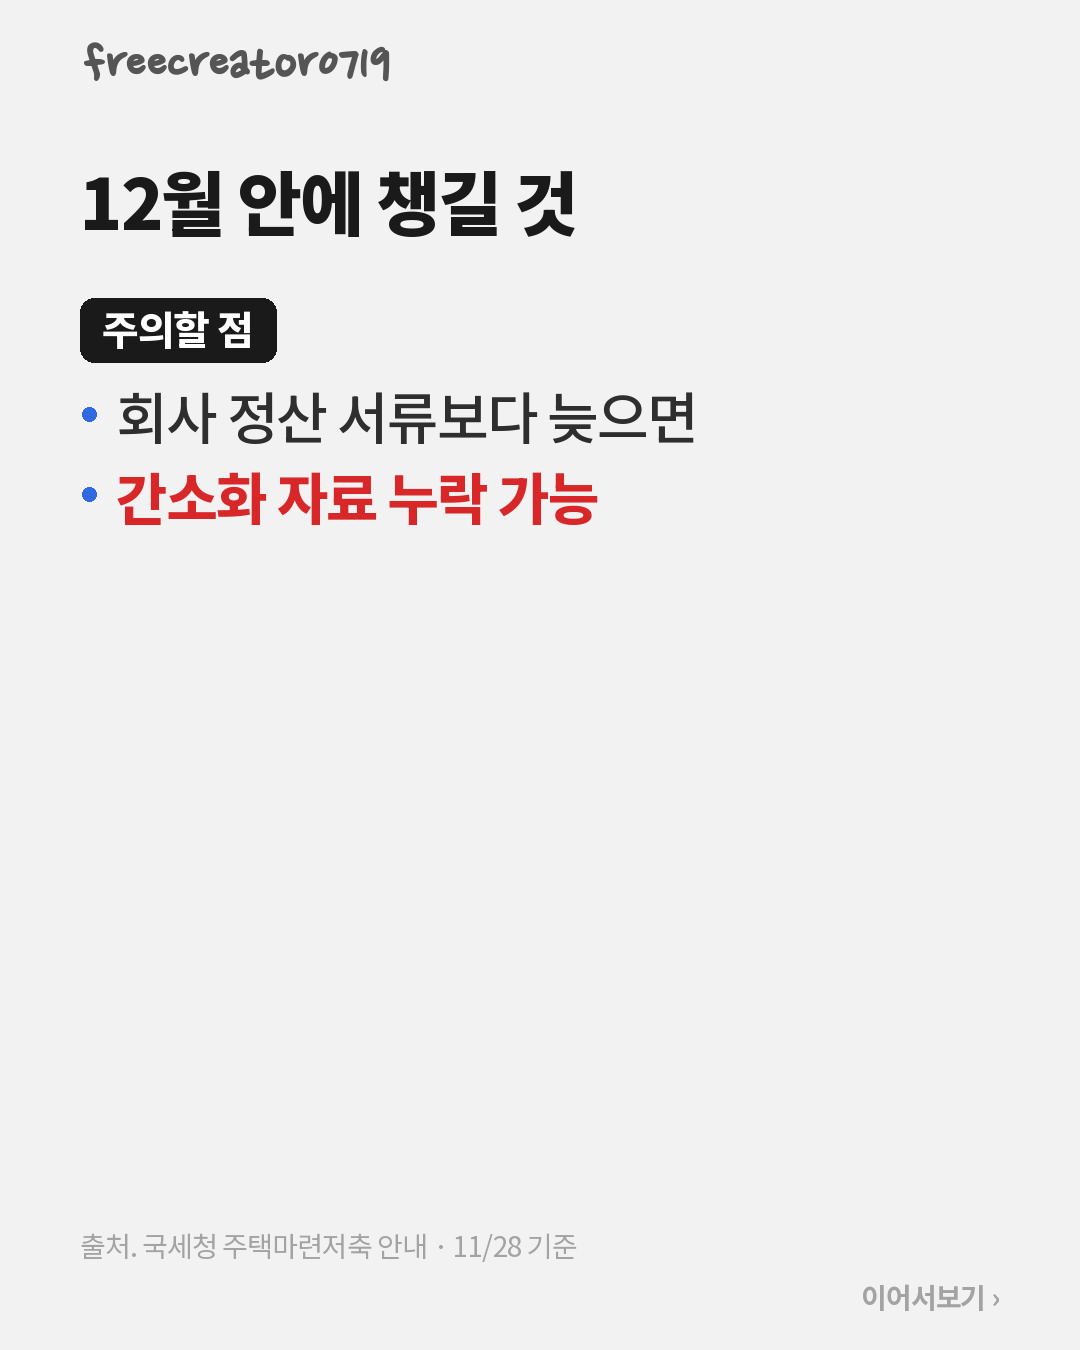 freecreator0719
12월 안에 챙길 것
주의할 점
• 회사 정산 서류보다 늦으면
• 간소화 자료 누락 가능
출처. 국세청 주택마련저축 안내 · 11/28 기준
이어서보기 ›